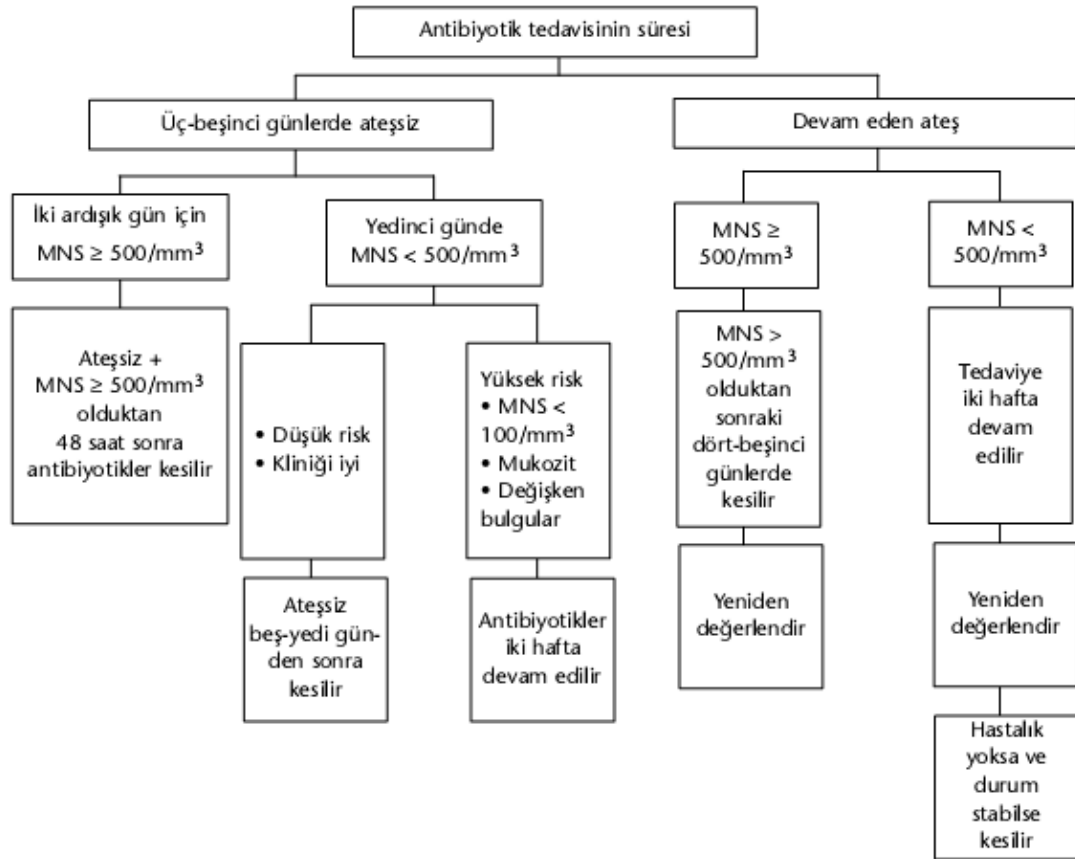 Antibiyotik tedavisinin süresi
Üç-beşinci günlerde ateşsiz
Devam eden ateş
İki ardışık gün için
MNS ≥ 500/mm³
Yedinci günde
MNS < 500/mm³
MNS ≥
500/mm³
MNS <
500/mm³
Ateşsiz +
MNS ≥ 500/mm³
olduktan
48 saat sonra
antibiyotikler kesilir
• Düşük risk
• Kliniği iyi
Yüksek risk
• MNS <
100/mm³
• Mukozit
• Değişken
bulgular
MNS >
500/mm³
olduktan
sonraki
dört-beşinci
günlerde
kesilir
Tedaviye
iki hafta
devam
edilir
Ateşsiz
beş-yedi gün-
den sonra
kesilir
Antibiyotikler
iki hafta
devam edilir
Yeniden
değerlendir
Yeniden
değerlendir
Hastalık
yoksa ve
durum
stabilse
kesilir